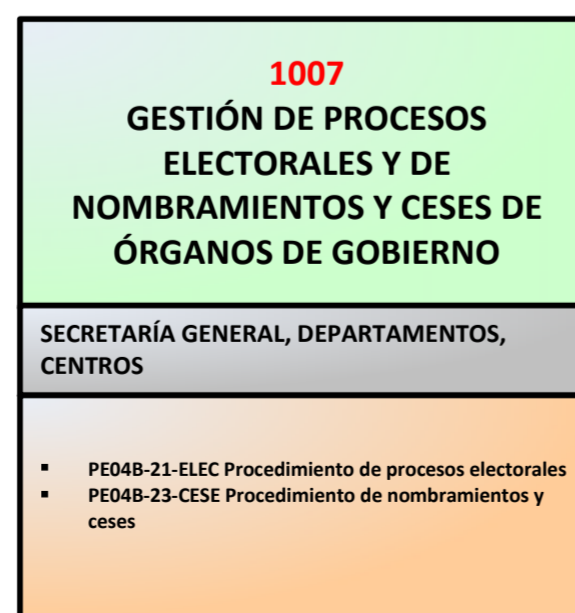 1007
GESTIÓN DE PROCESOS
ELECTORALES Y DE
NOMBRAMIENTOS Y CESES DE
ÓRGANOS DE GOBIERNO
SECRETARÍA GENERAL, DEPARTAMENTOS,
CENTROS
▪ PE04B-21-ELEC Procedimiento de procesos electorales
▪ PE04B-23-CESE Procedimiento de nombramientos y
ceses